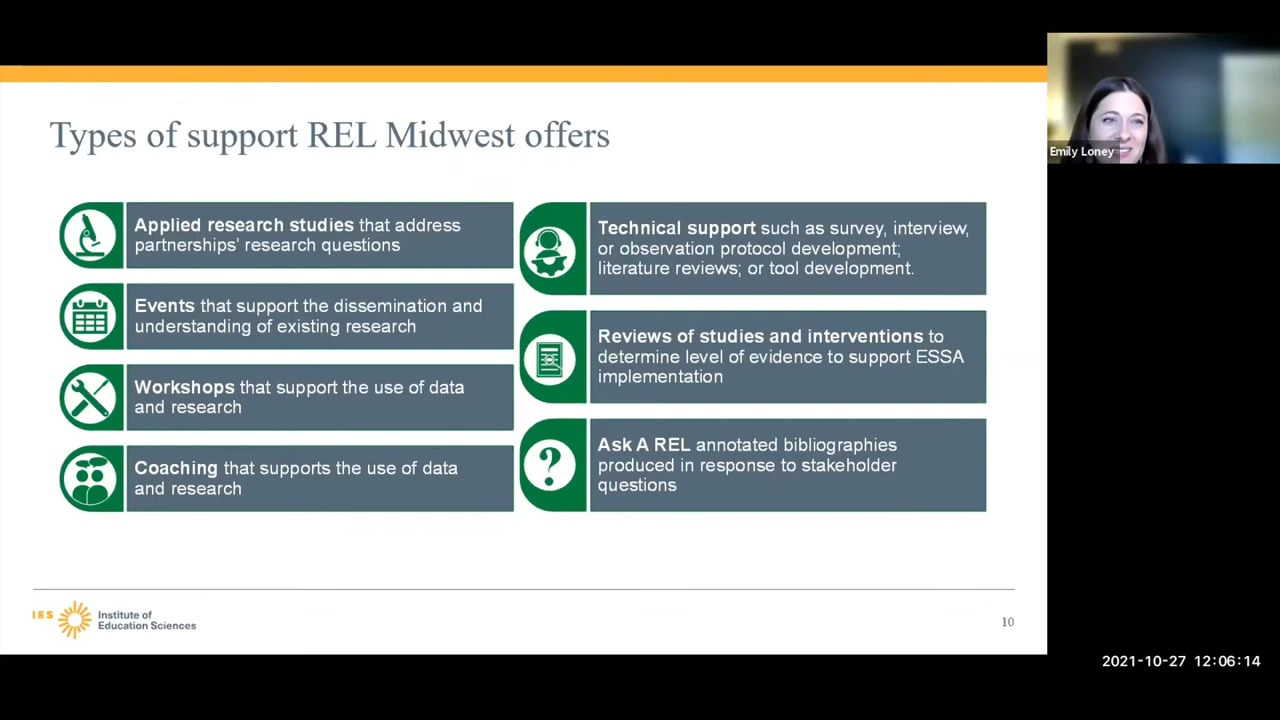 Types of support REL Midwest offers
Applied research studies that address
partnerships' research questions
Events that support the dissemination and
understanding of existing research
Workshops that support the use of data
and research
Coaching that supports the use of data
and research
Technical support such as survey, interview,
or observation protocol development;
literature reviews; or tool development.
Reviews of studies and interventions to
determine level of evidence to support ESSA
implementation
Ask A REL annotated bibliographies
produced in response to stakeholder
questions
?
IES
Institute of
Education Sciences
10
Emily Loney
2021-10-27 12:06:14